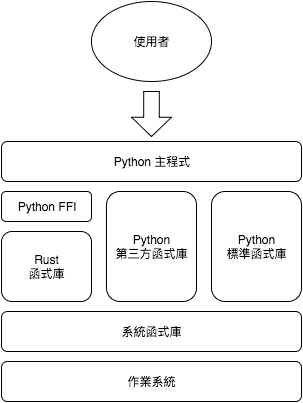 使用者
Python 主程式
Python FFI
Rust
函式庫
Python
第三方函式庫
Python
標準函式庫
系統函式庫
作業系統